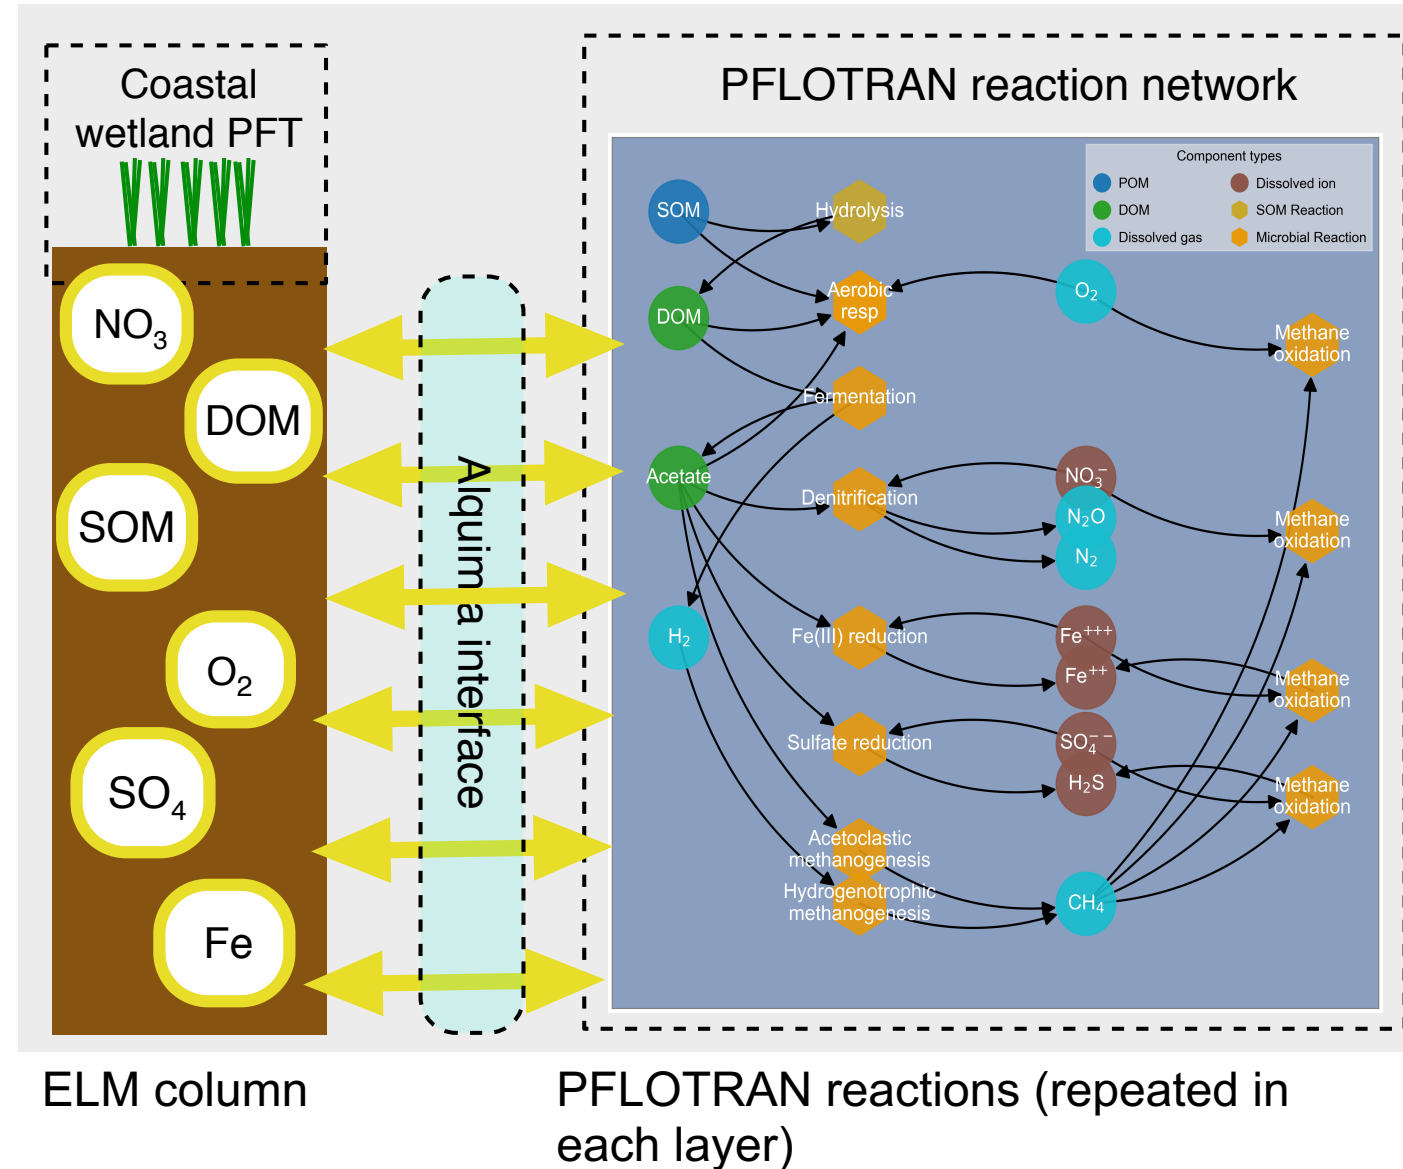 Coastal
wetland PFT
NO3
DOM
SOM
O2
SO4
Fe
Alquim a interface
PFLOTRAN reaction network
Component types
POM
DOM
Dissolved gas
Dissolved ion
SOM Reaction
Microbial Reaction
SOM
Hydrolysis
DOM
Aerobic
resp
O2
Methane
oxidation
Fermentation
Acetate
Denitrification
NO3−
N2O
N2
Methane
oxidation
H2
Fe(III) reduction
Fe+++
Fe++
Methane
oxidation
Sulfate reduction
SO4−−
H2S
Methane
oxidation
Acetoclastic
methanogenesis
Hydrogenotrophic
methanogenesis
CH4
ELM column
PFLOTRAN reactions (repeated in
each layer)